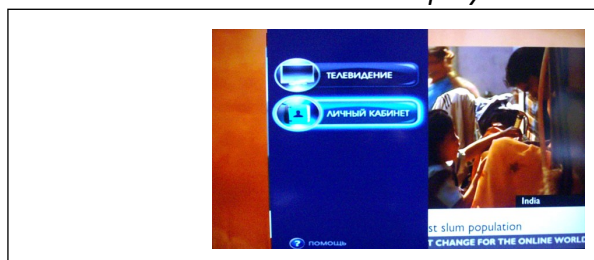 ТЕЛЕВИДЕНИЕ
ЛИЧНЫЙ КАБИНЕТ
India
st slum population
T CHANGE FOR THE ONLINE WORLD
? ПОМОЩЬ